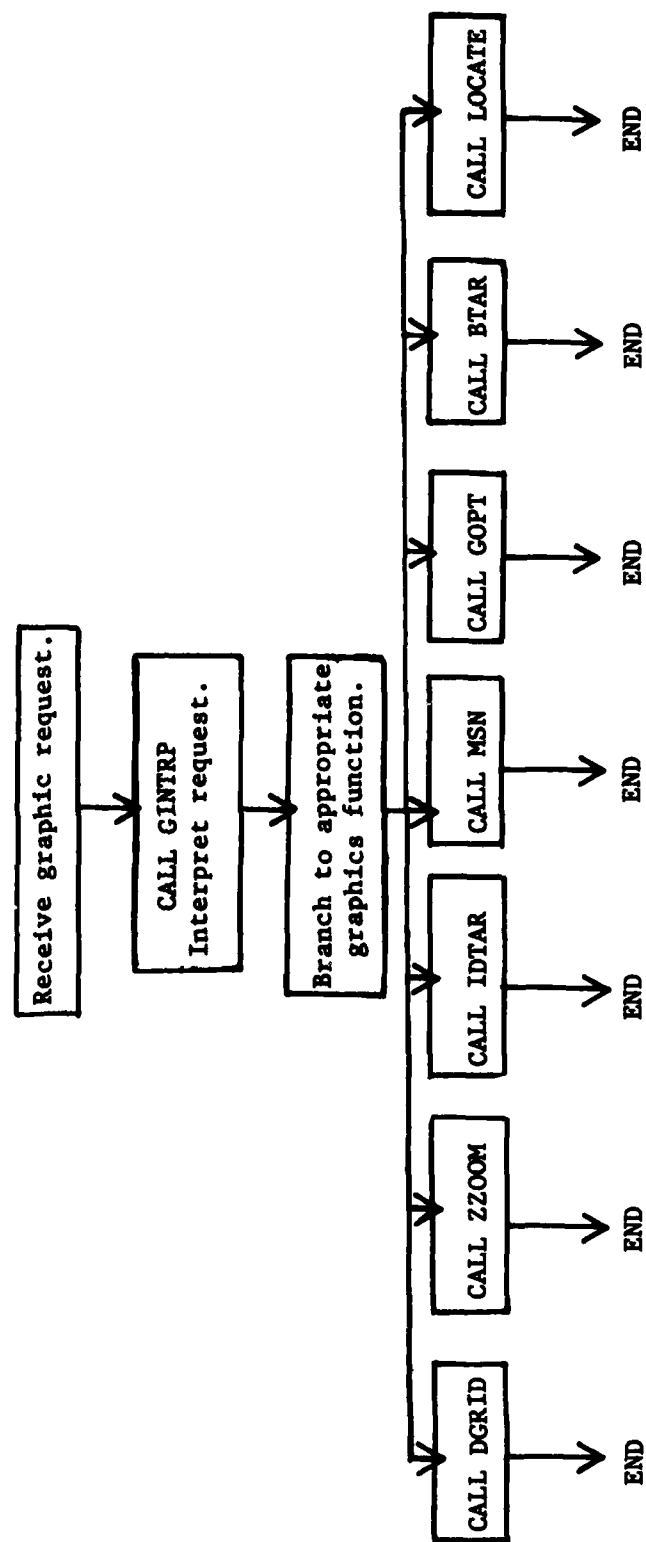 Receive graphic request.
CALL GINTRP
Interpret request.
Branch to appropriate
graphics function.
CALL DGRID
CALL ZZOOM
CALL IDTAR
CALL MSN
CALL GOPT
CALL BTAR
CALL LOCATE
END
END
END
END
END
END
END